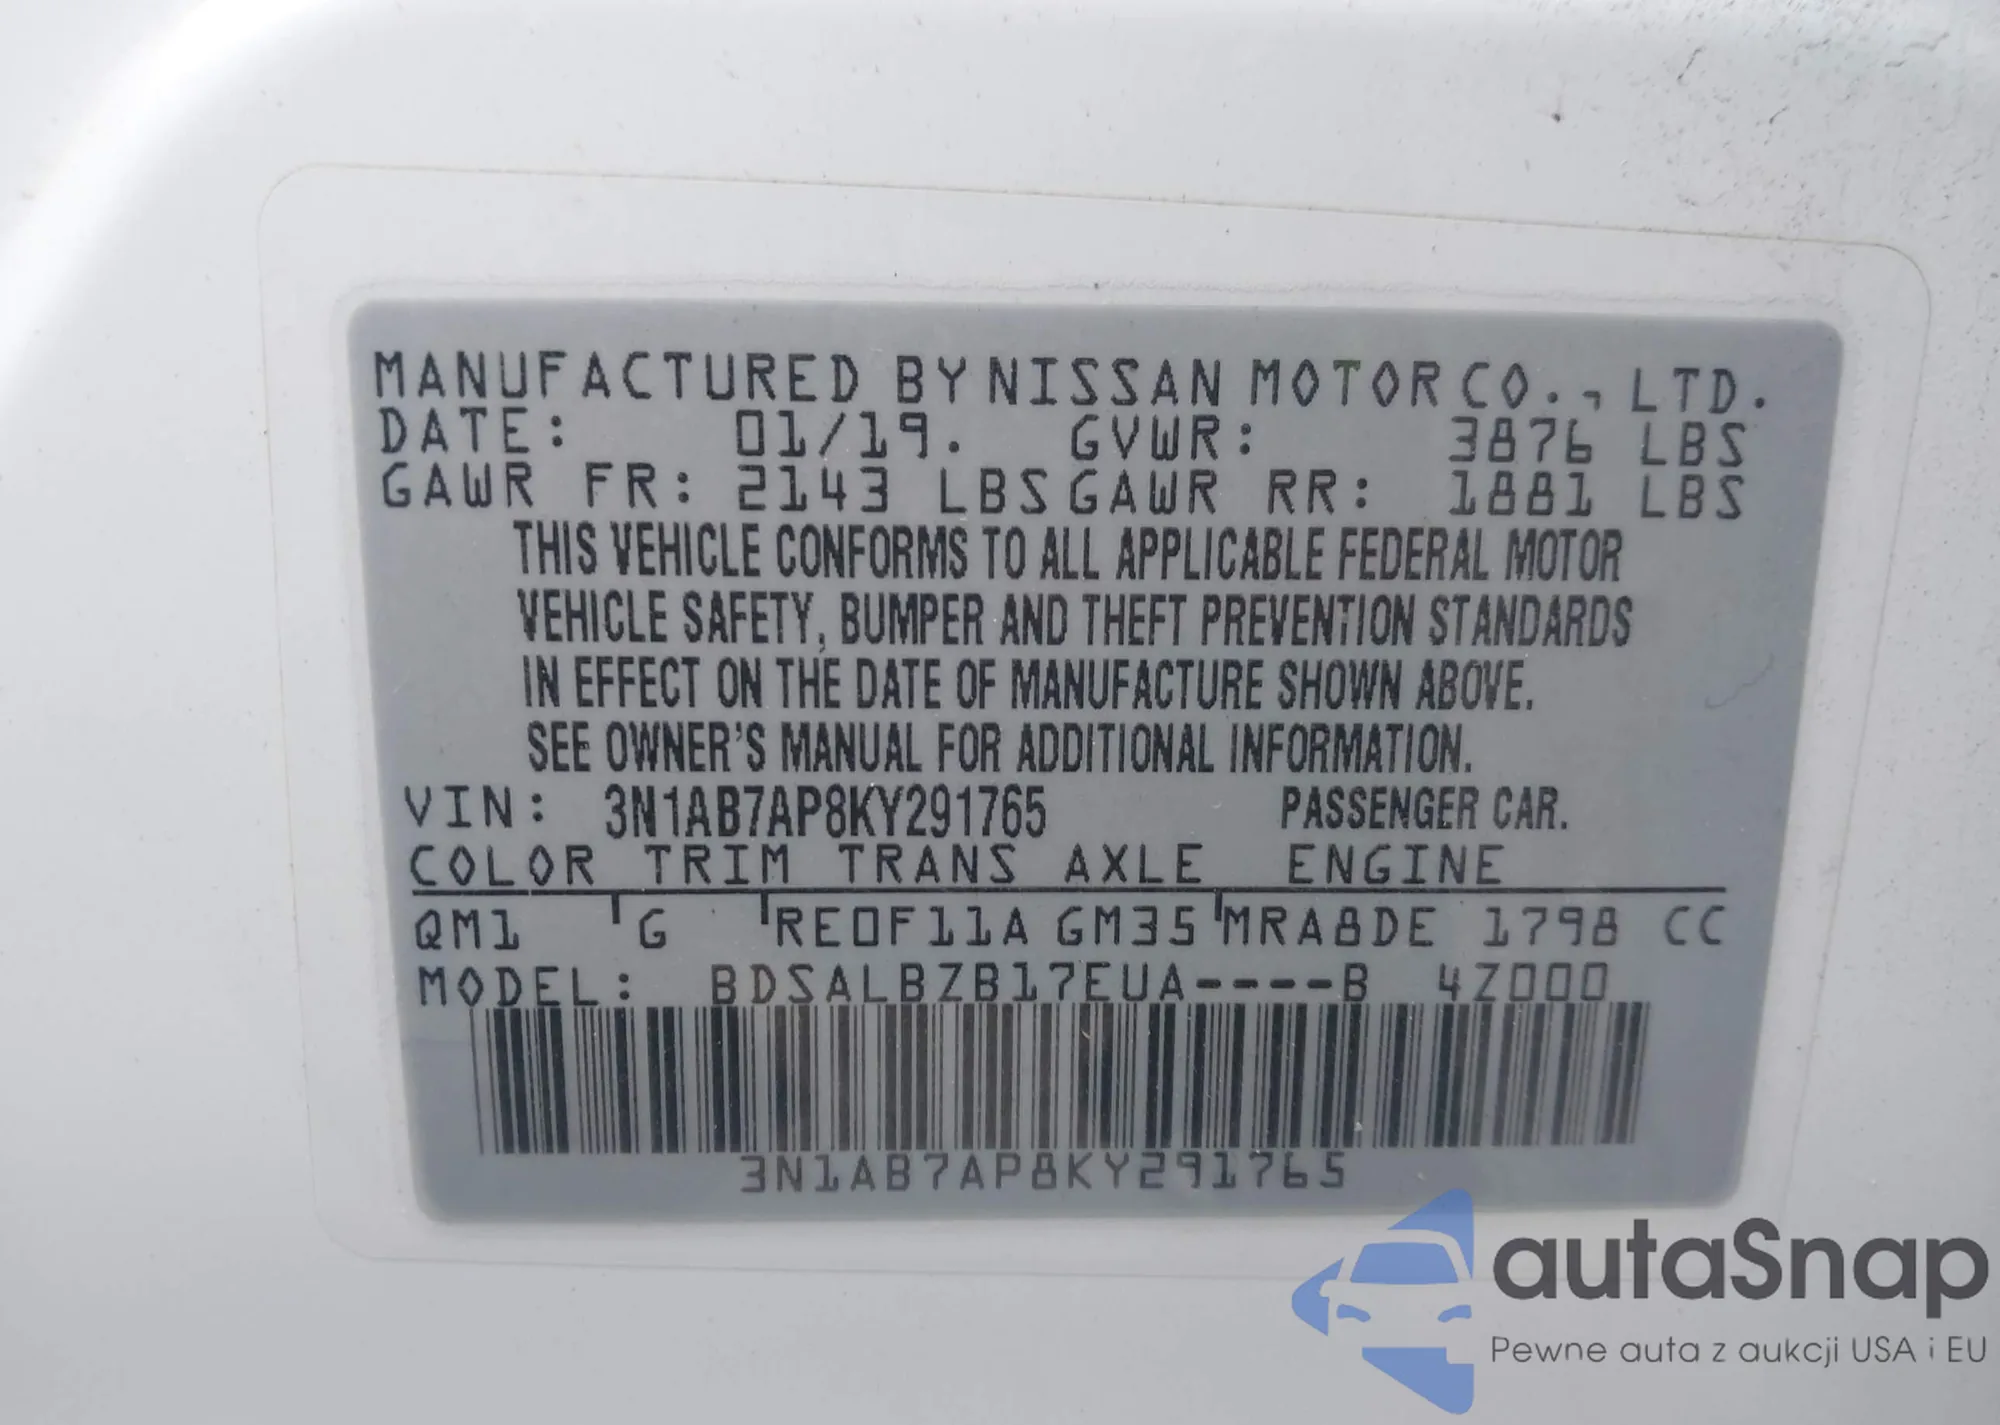 MANUFACTURED BY NISSAN MOTOR CO., LTD.
DATE: 01/19. GVWR: 3876 LBS
GAWR FR: 2143 LBS GAWR RR: 1881 LBS
THIS VEHICLE CONFORMS TO ALL APPLICABLE FEDERAL MOTOR
VEHICLE SAFETY, BUMPER AND THEFT PREVENTION STANDARDS
IN EFFECT ON THE DATE OF MANUFACTURE SHOWN ABOVE.
SEE OWNER'S MANUAL FOR ADDITIONAL INFORMATION.
VIN: 3N1AB7AP8KY291765 PASSENGER CAR.
COLOR TRIM TRANS AXLE ENGINE
QM1 G RE0F11A GM35 MRA8DE 1798 CC
MODEL: BDSALBZB17EUA----B 4Z000
3N1AB7AP8KY291765
autaSnap
Pewne auta z aukcji USA i EU